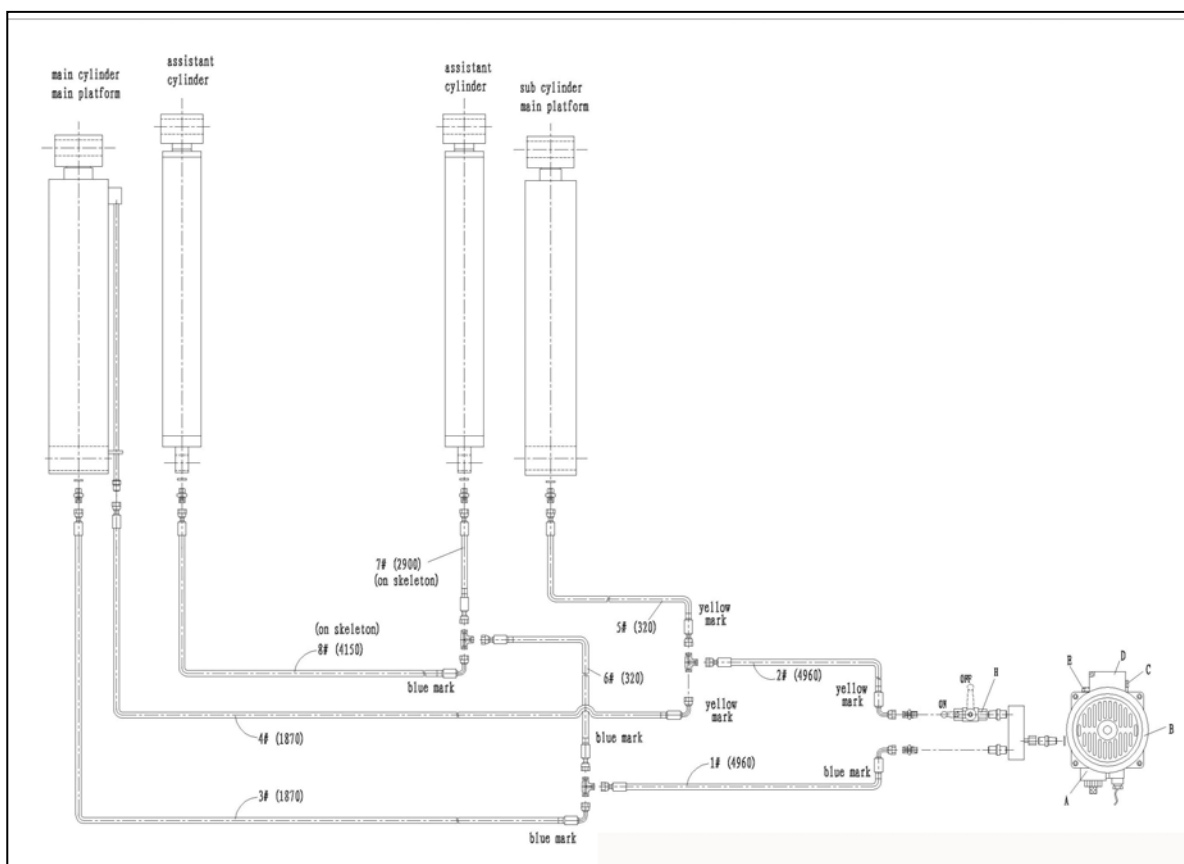 assistant
cylinder
main cylinder
main platform
assistant
cylinder
sub cylinder
main platform
7# (2900)
(on skeleton)
(on skeleton)
8# (4150)
blue mark
5# (320)
yellow
mark
6# (320)
2# (4960)
yellow
mark
yellow
mark
4# (1870)
blue mark
1# (4960)
blue mark
3# (1870)
blue mark
OFF
H
ON
E
D
C
B
A